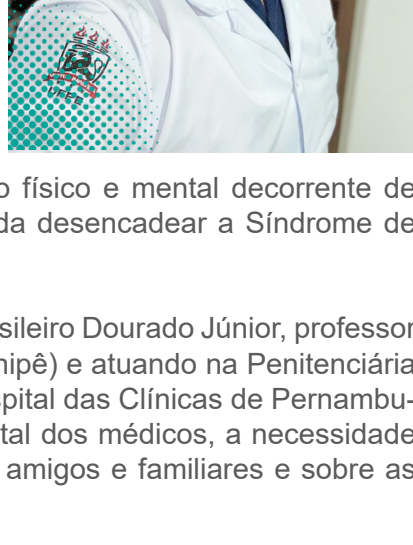 UFPE
o físico e mental decorrente de
da desencadear a Síndrome de
sileiro Dourado Júnior, professor
nipê) e atuando na Penitenciária
spital das Clínicas de Pernambu-
tal dos médicos, a necessidade
amigos e familiares e sobre as